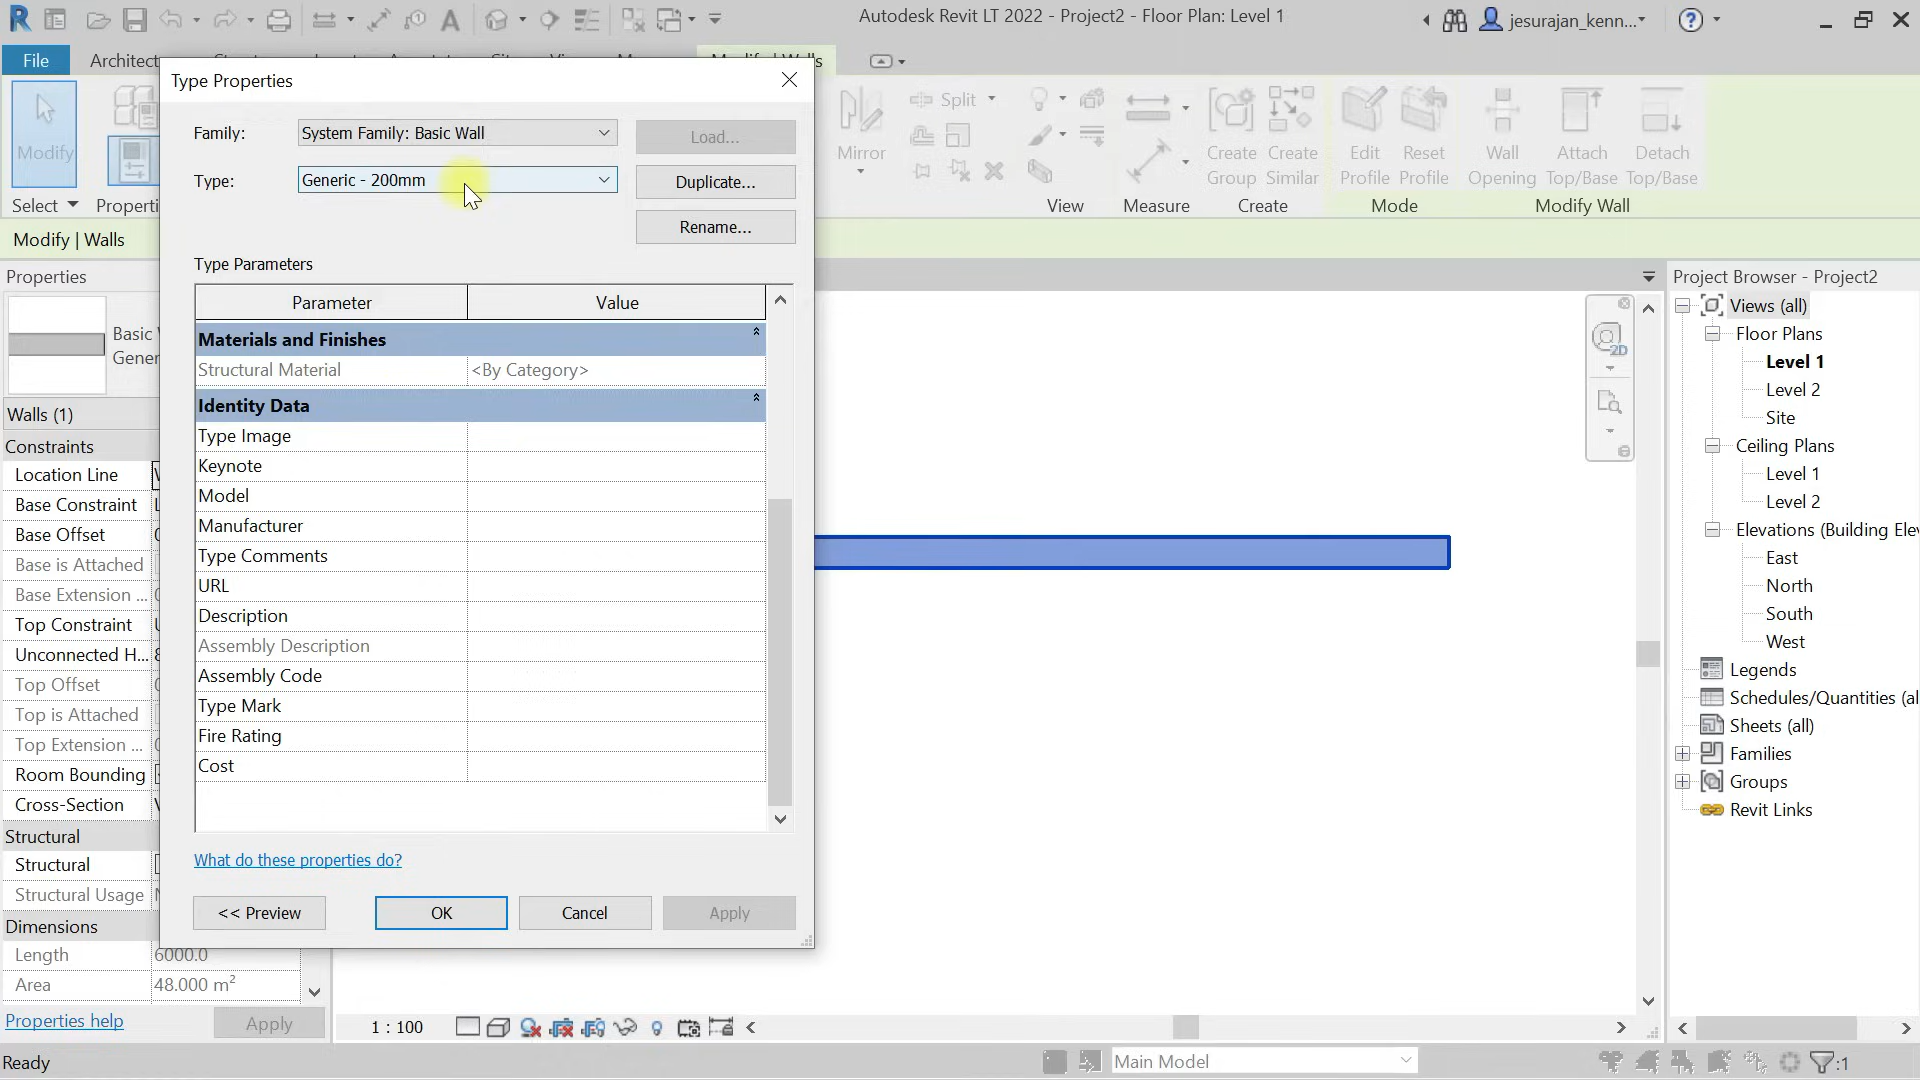 Autodesk Revit LT 2022 - Project2 - Floor Plan: Level 1
jesurajan_kenn...
File
Architect
Modify
Select
Properti
Split
Mirror
Create Group
Create Similar
Edit Profile
Reset Profile
Wall Opening
Attach Top/Base
Detach Top/Base
View
Measure
Create
Mode
Modify Wall
Modify | Walls
Type Properties
Family:
System Family: Basic Wall
Load...
Type:
Generic - 200mm
Duplicate...
Rename...
Type Parameters
Parameter
Value
Materials and Finishes
Structural Material
<By Category>
Identity Data
Type Image
Keynote
Model
Manufacturer
Type Comments
URL
Description
Assembly Description
Assembly Code
Type Mark
Fire Rating
Cost
What do these properties do?
<< Preview
OK
Cancel
Apply
Properties
Basic
Gener
Walls (1)
Constraints
Location Line
Base Constraint
Base Offset
Base is Attached
Base Extension ...
Top Constraint
Unconnected H...
Top Offset
Top is Attached
Top Extension ...
Room Bounding
Cross-Section
Structural
Structural
Structural Usage
Dimensions
Length 6000.0
Area 48.000 m²
Properties help
Apply
2D
Project Browser - Project2
Views (all)
Floor Plans
Level 1
Level 2
Site
Ceiling Plans
Level 1
Level 2
Elevations (Building Ele
East
North
South
West
Legends
Schedules/Quantities (al
Sheets (all)
Families
Groups
Revit Links
1 : 100
Ready
Main Model
:1